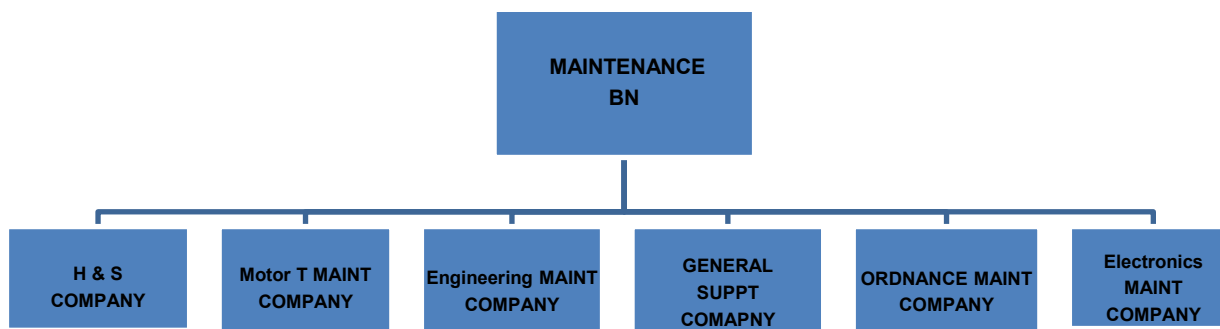 MAINTENANCE
BN
H & S
COMPANY
Motor T MAINT
COMPANY
Engineering MAINT
COMPANY
GENERAL
SUPPT
COMAPNY
ORDNANCE MAINT
COMPANY
Electronics
MAINT
COMPANY